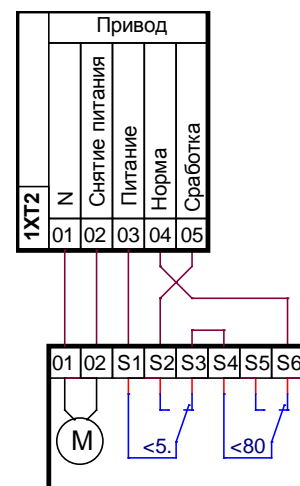 Привод
1XT2
N
Снятие питания
Питание
Норма
Сработка
01 02 03 04 05
01 02 S1 S2 S3 S4 S5 S6
M
<5.
<80